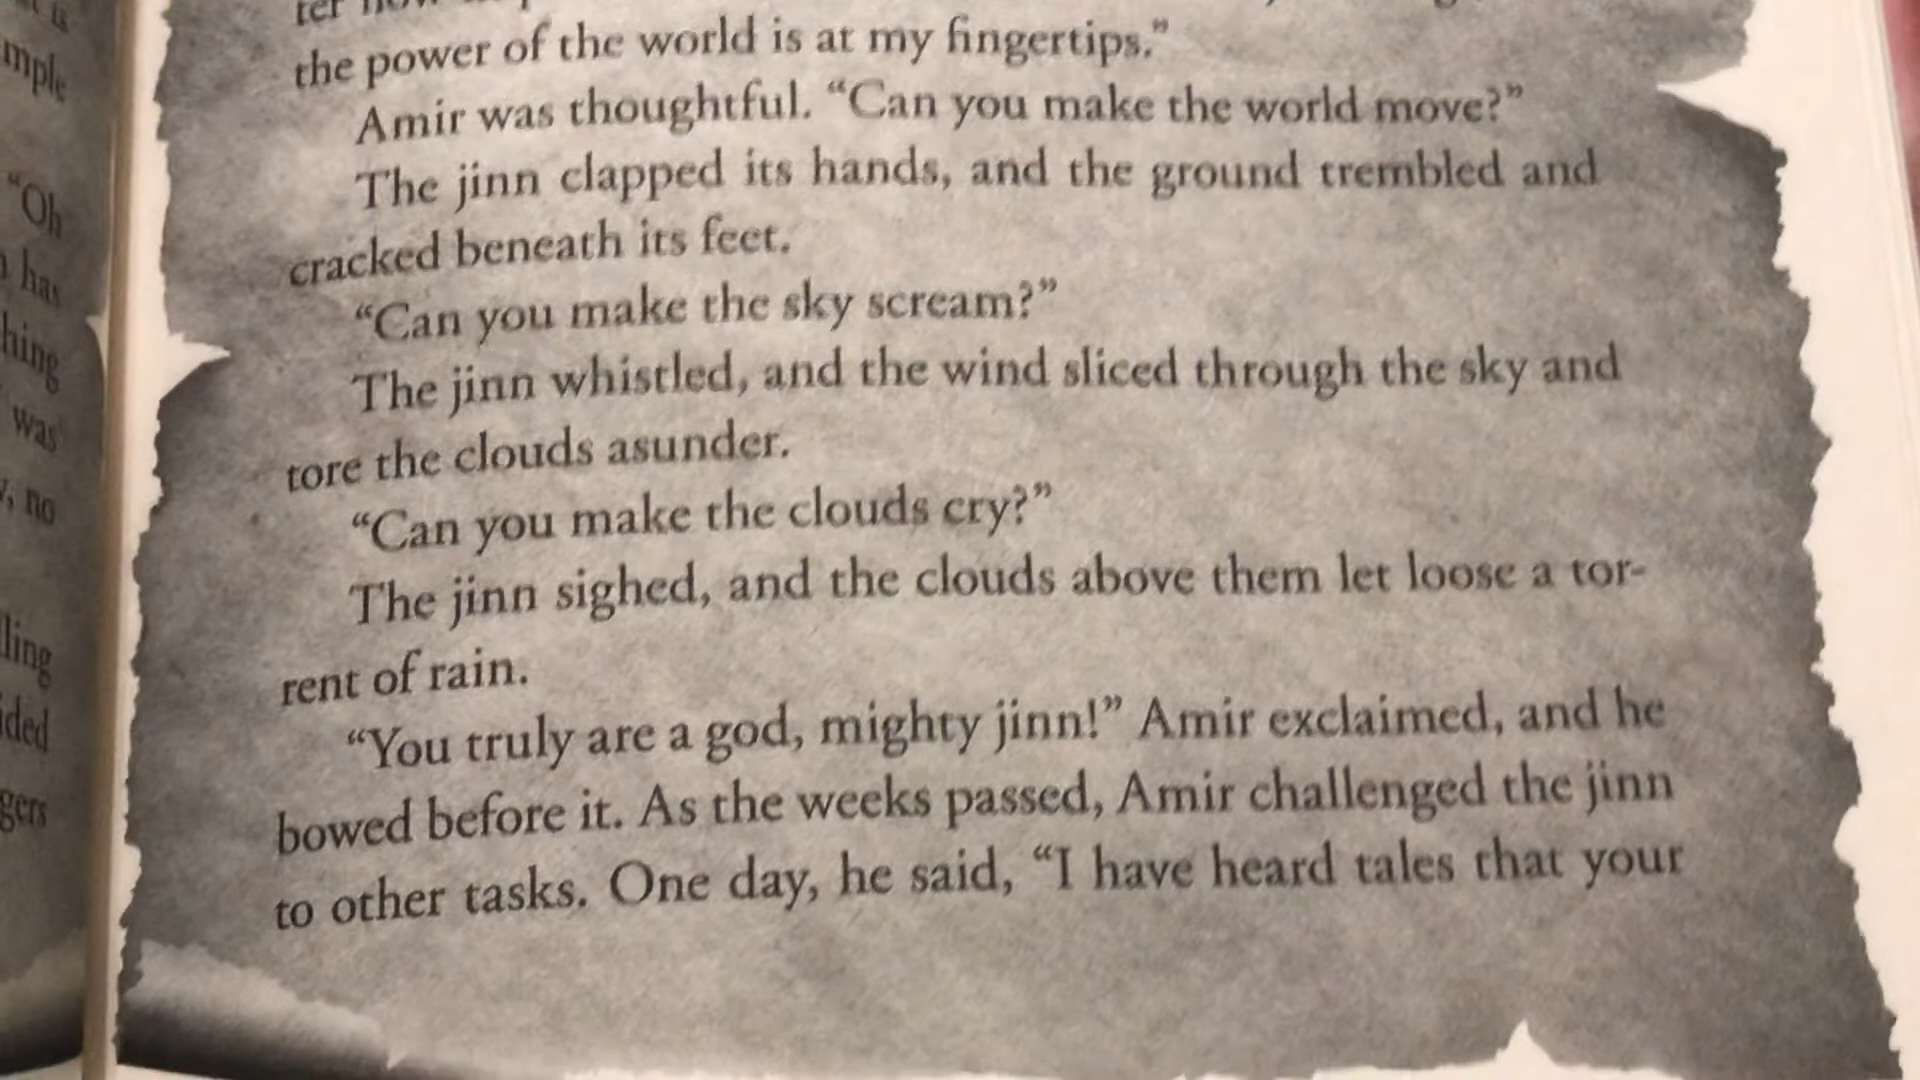 the power of the world is at my fingertips.”
Amir was thoughtful. “Can you make the world move?”
The jinn clapped its hands, and the ground trembled and
cracked beneath its feet.
“Can you make the sky scream?”
The jinn whistled, and the wind sliced through the sky and
tore the clouds asunder.
“Can you make the clouds cry?”
The jinn sighed, and the clouds above them let loose a tor-
rent of rain.
“You truly are a god, mighty jinn!” Amir exclaimed, and he
bowed before it. As the weeks passed, Amir challenged the jinn
to other tasks. One day, he said, “I have heard tales that your
“Oh
has
was
no